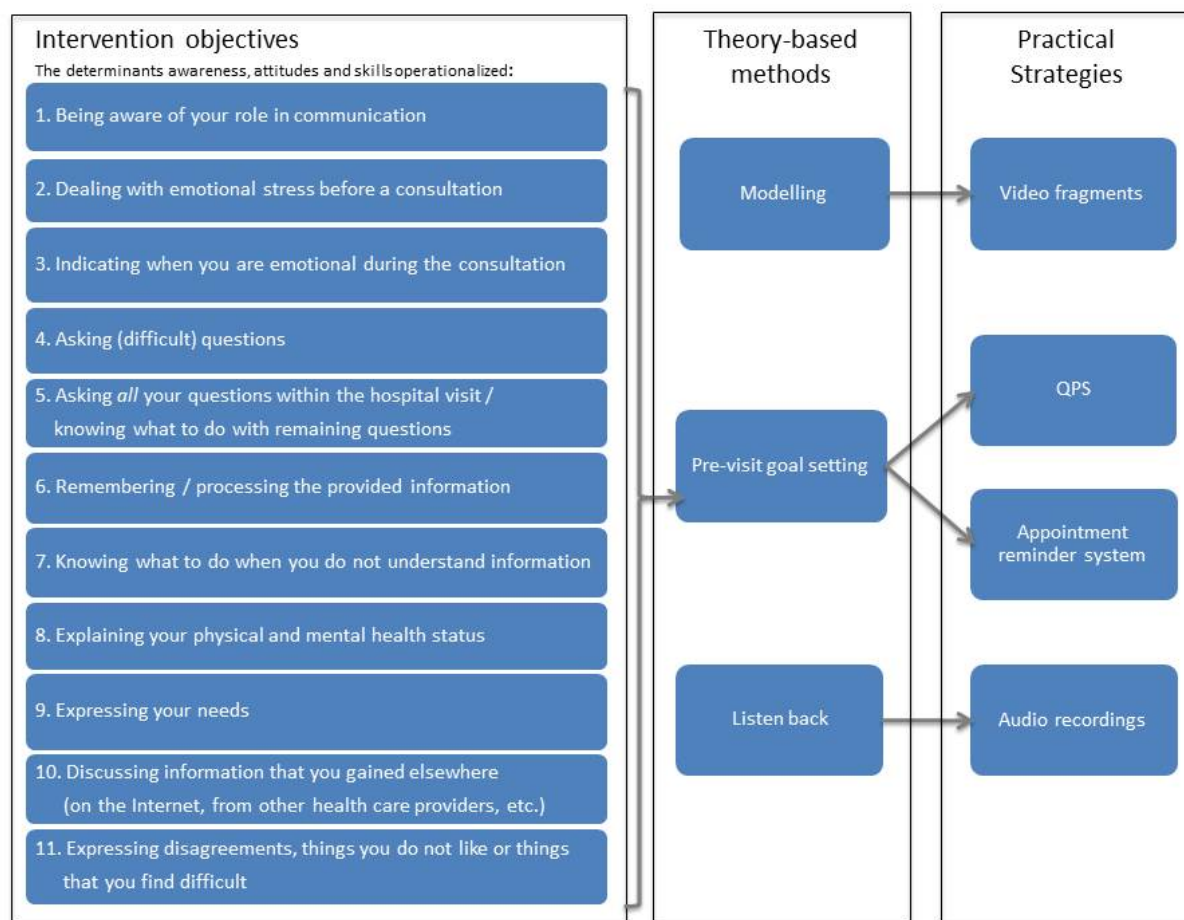 Intervention objectives
The determinants awareness, attitudes and skills operationalized:
1. Being aware of your role in communication
2. Dealing with emotional stress before a consultation
3. Indicating when you are emotional during the consultation
4. Asking (difficult) questions
5. Asking all your questions within the hospital visit /
knowing what to do with remaining questions
6. Remembering / processing the provided information
7. Knowing what to do when you do not understand information
8. Explaining your physical and mental health status
9. Expressing your needs
10. Discussing information that you gained elsewhere
(on the Internet, from other health care providers, etc.)
11. Expressing disagreements, things you do not like or things
that you find difficult
Theory-based
methods
Modelling
Pre-visit goal setting
Listen back
Practical
Strategies
Video fragments
QPS
Appointment
reminder system
Audio recordings